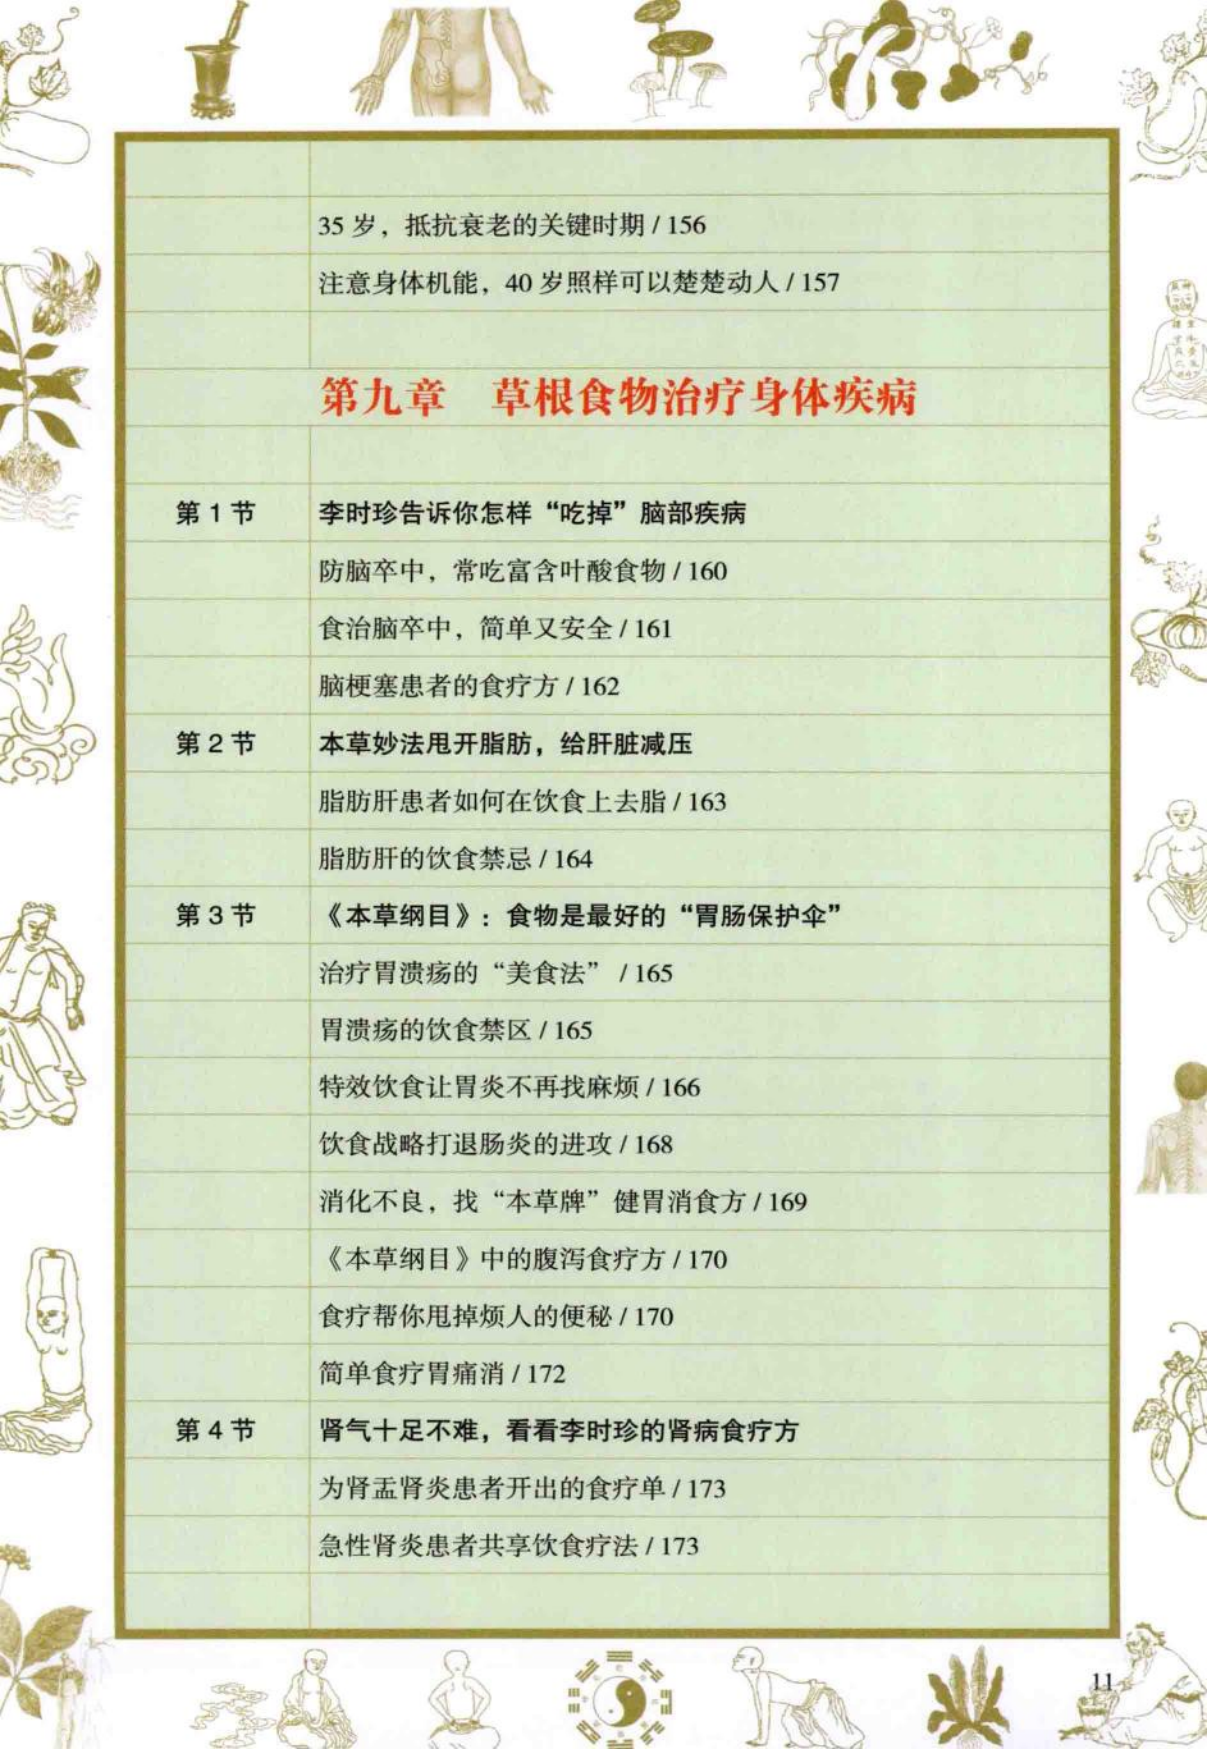 35 岁，抵抗衰老的关键时期 / 156
注意身体机能，40 岁照样可以楚楚动人 / 157
第九章 草根食物治疗身体疾病
第 1 节 李时珍告诉你怎样“吃掉”脑部疾病
防脑卒中，常吃富含叶酸食物 / 160
食治脑卒中，简单又安全 / 161
脑梗塞患者的食疗方 / 162
第 2 节 本草妙法甩开脂肪，给肝脏减压
脂肪肝患者如何在饮食上去脂 / 163
脂肪肝的饮食禁忌 / 164
第 3 节 《本草纲目》：食物是最好的“胃肠保护伞”
治疗胃溃疡的“美食法” / 165
胃溃疡的饮食禁区 / 165
特效饮食让胃炎不再找麻烦 / 166
饮食战略打退肠炎的进攻 / 168
消化不良，找“本草牌”健胃消食方 / 169
《本草纲目》中的腹泻食疗方 / 170
食疗帮你甩掉烦人的便秘 / 170
简单食疗胃痛消 / 172
第 4 节 肾气十足不难，看看李时珍的肾病食疗方
为肾盂肾炎患者开出的食疗单 / 173
急性肾炎患者共享饮食疗法 / 173
11